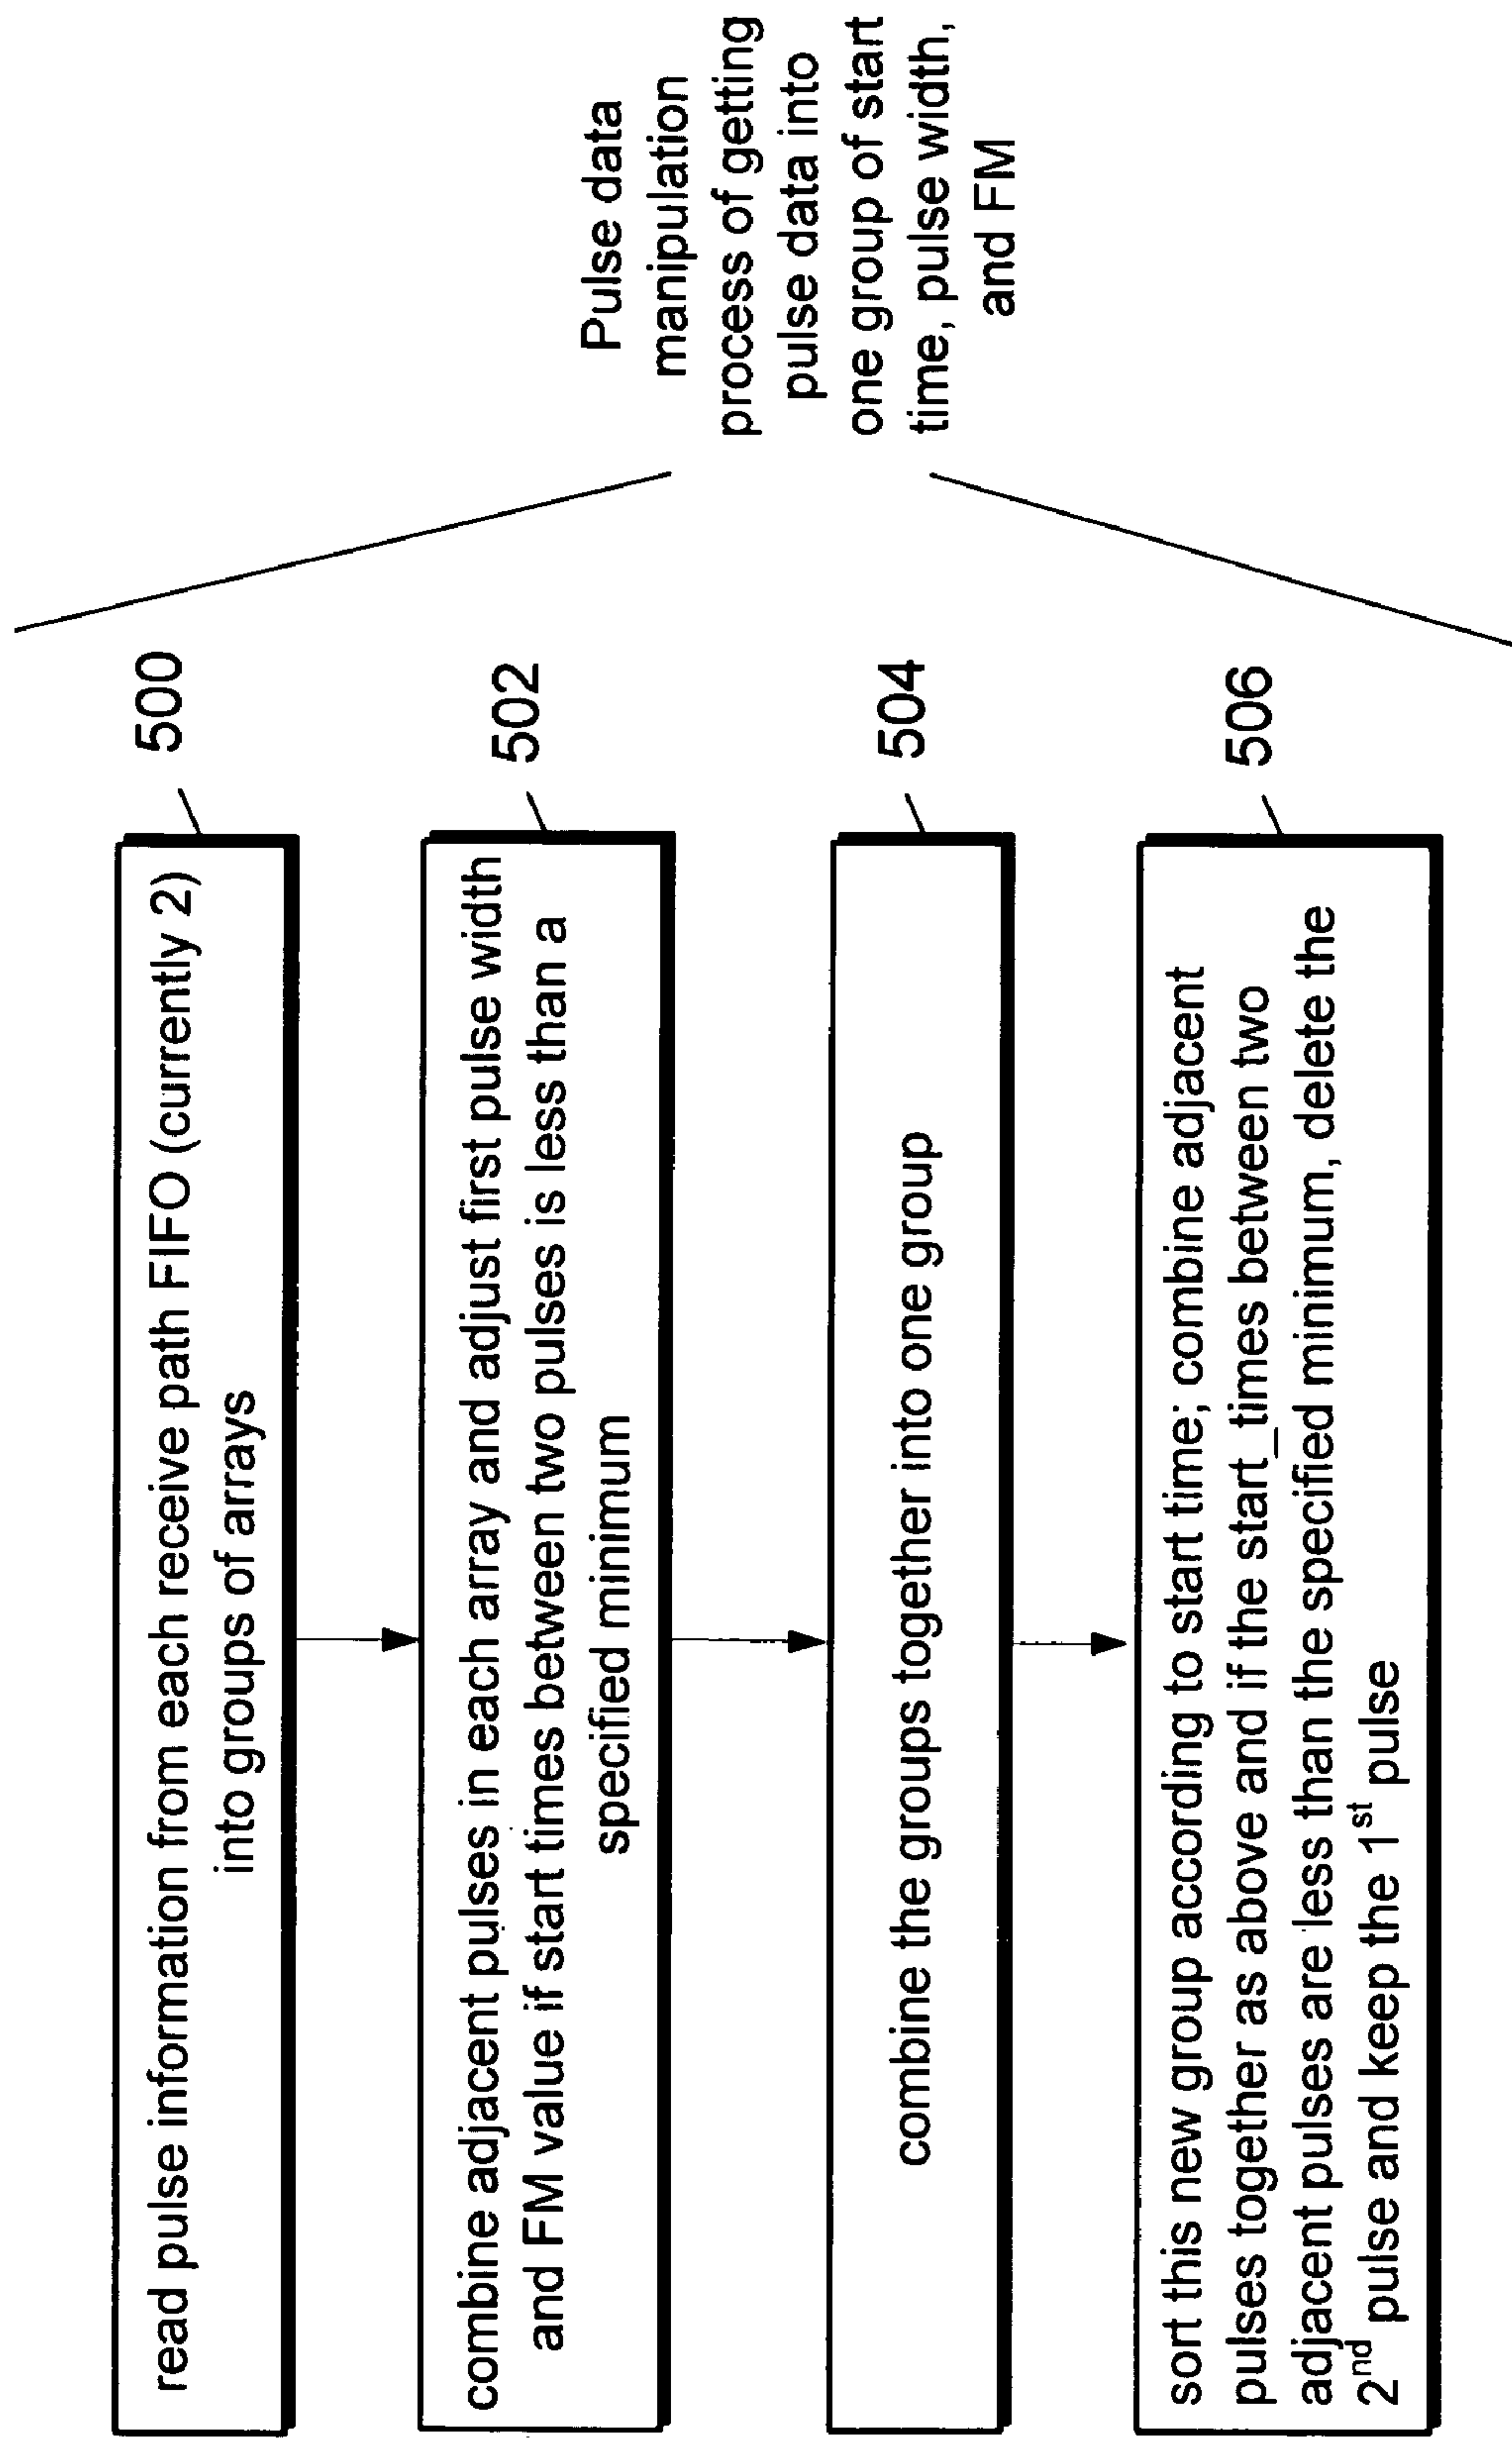 read pulse information from each receive path FIFO (currently 2)
into groups of arrays
500
combine adjacent pulses in each array and adjust first pulse width
and FM value if start times between two pulses is less than a
specified minimum
502
combine the groups together into one group
504
sort this new group according to start time; combine adjacent
pulses together as above and if the start_times between two
adjacent pulses are less than the specified minimum, delete the
2nd pulse and keep the 1st pulse
506
Pulse data
manipulation
process of getting
pulse data into
one group of start
time, pulse width,
and FM